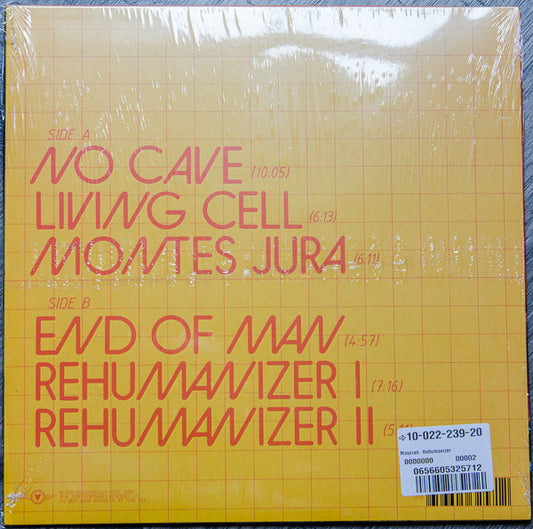 SIDE A
NO CAVE (10:05)
LIVING CELL (6:13)
MONTES JURA (6:11)
SIDE B
END OF MAN (4:57)
REHUMANIZER I (7:16)
REHUMANIZER II
10-022-239-20
Maserati Rehumanizer
0000000 00002
0656605325712